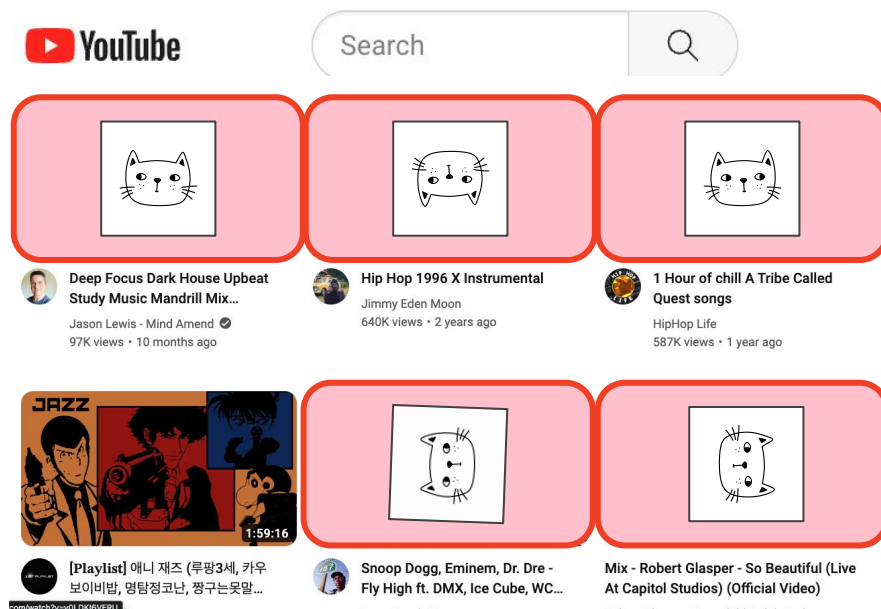 YouTube
Search
Deep Focus Dark House Upbeat
Study Music Mandrill Mix...
Jason Lewis - Mind Amend
97K views • 10 months ago
Hip Hop 1996 X Instrumental
Jimmy Eden Moon
640K views • 2 years ago
HIP HOP
LIFE
1 Hour of chill A Tribe Called
Quest songs
HipHop Life
587K views • 1 year ago
JAZZ
1:59:16
[Playlist] 애니 재즈 (루팡3세, 카우
보이비밥, 명탐정코난, 짱구는못말...
Snoop Dogg, Eminem, Dr. Dre -
Fly High ft. DMX, Ice Cube, WC...
Mix - Robert Glasper - So Beautiful (Live
At Capitol Studios) (Official Video)